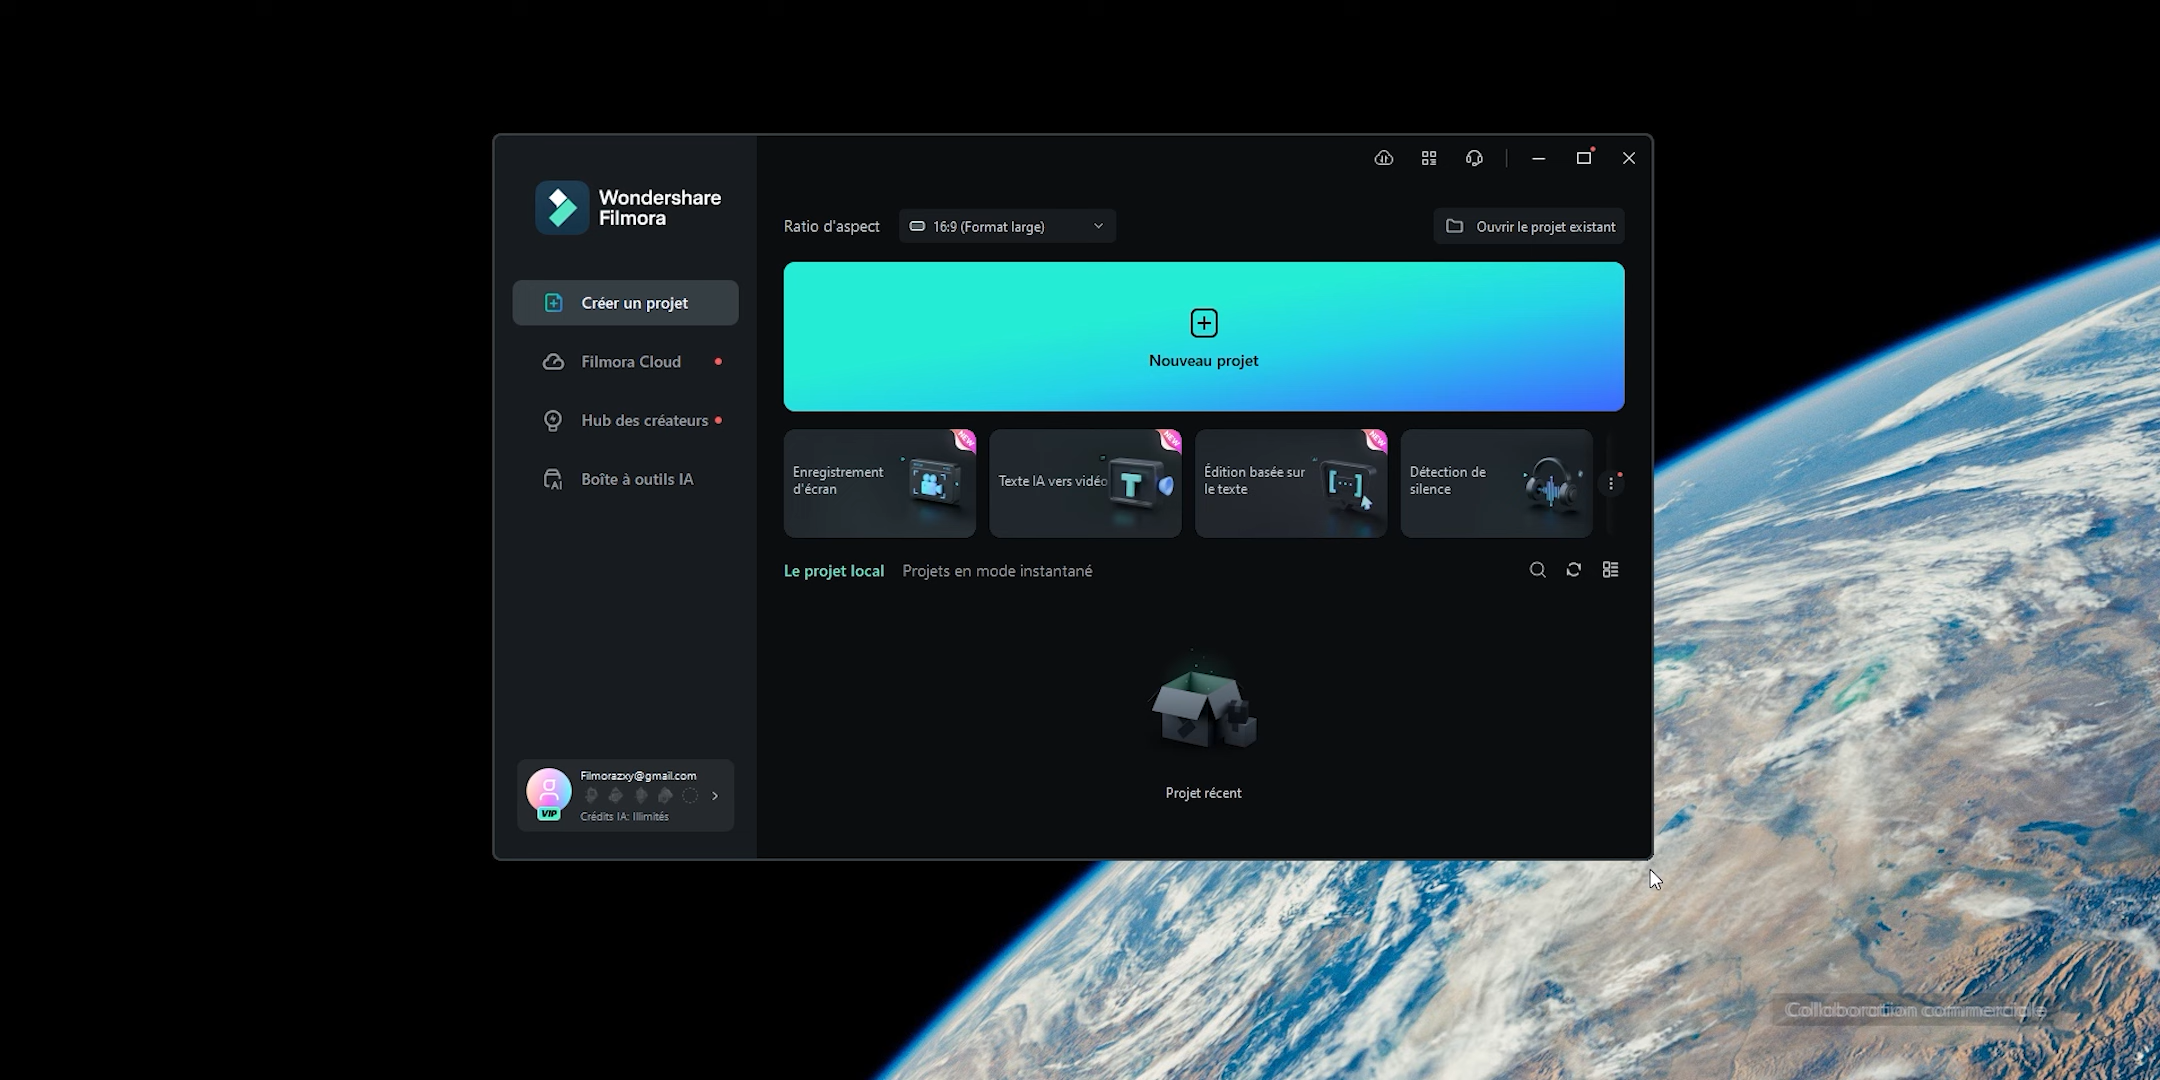 Wondershare
Filmora
Créer un projet
Filmora Cloud
Hub des créateurs
Boîte à outils IA
Filmorazxy@gmail.com
VIP
Crédits IA: Illimités
Ratio d'aspect
16:9 (Format large)
Ouvrir le projet existant
Nouveau projet
Enregistrement
d'écran
NEW
Texte IA vers vidéo
NEW
T
Édition basée sur
le texte
NEW
Détection de
silence
Le projet local
Projets en mode instantané
Projet récent
Collaboration commerciale